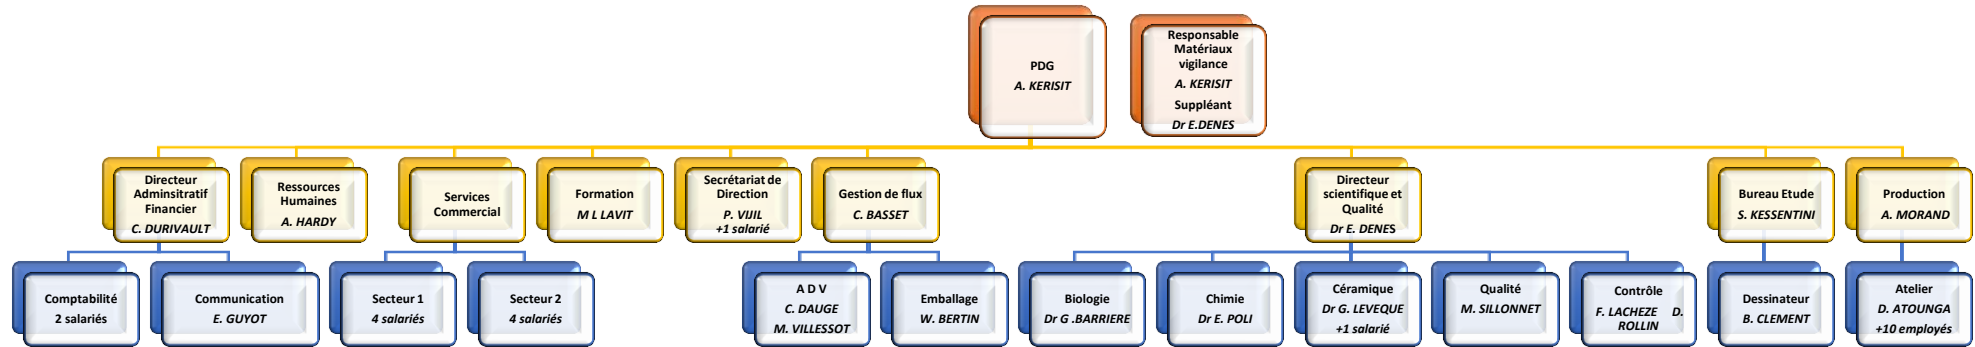 PDG
A. KERISIT
Responsable
Matériaux
vigilance
A. KERISIT
Suppléant
Dr E.DENES
Directeur
Adminsitratif
Financier
C. DURIVAULT
Ressources
Humaines
A. HARDY
Services
Commercial
Formation
M L LAVIT
Secrétariat de
Direction
P. VIJIL
+1 salarié
Gestion de flux
C. BASSET
Directeur
scientifique et
Qualité
Dr E. DENES
Bureau Etude
S. KESSENTINI
Production
A. MORAND
Comptabilité
2 salariés
Communication
E. GUYOT
Secteur 1
4 salariés
Secteur 2
4 salariés
A D V
C. DAUGE
M. VILLESSOT
Emballage
W. BERTIN
Biologie
Dr G .BARRIERE
Chimie
Dr E. POLI
Céramique
Dr G. LEVEQUE
+1 salarié
Qualité
M. SILLONNET
Contrôle
F. LACHEZE D.
ROLLIN
Dessinateur
B. CLEMENT
Atelier
D. ATOUNGA
+10 employés